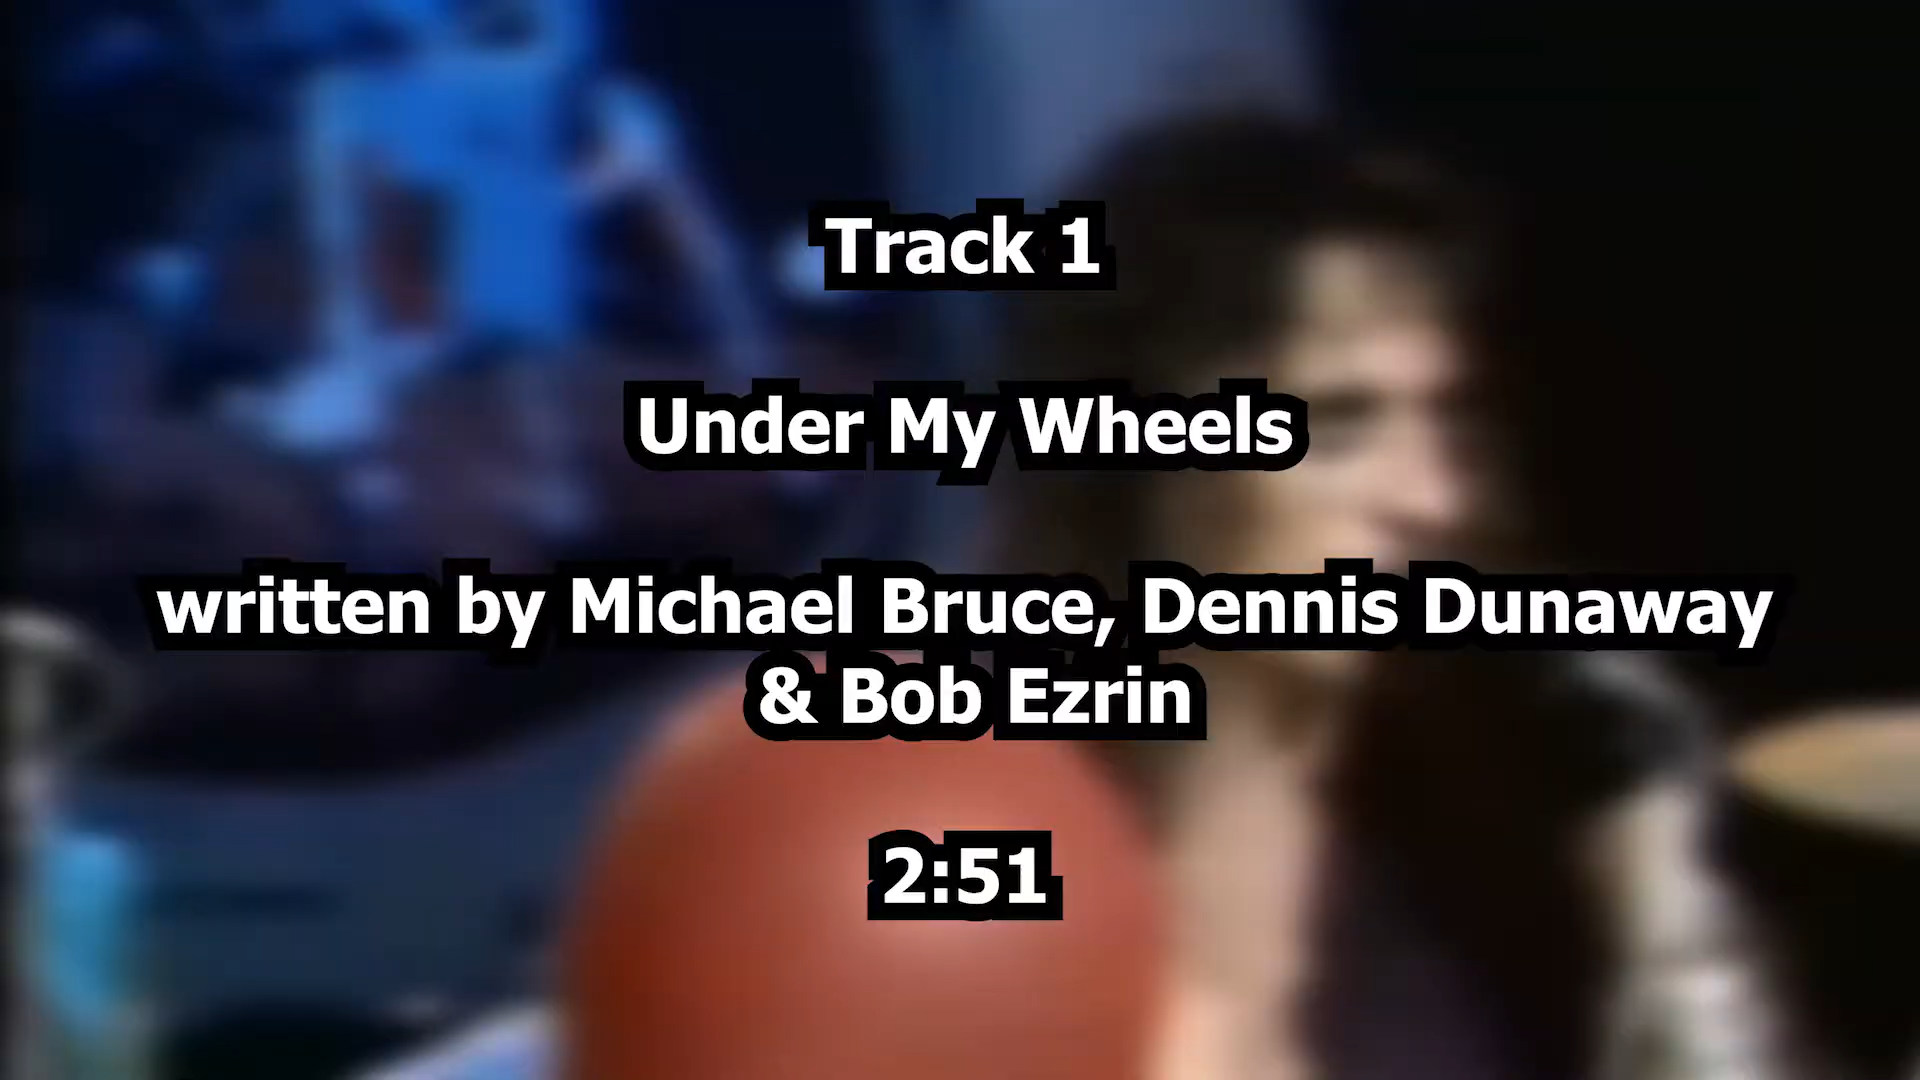 Track 1
Under My Wheels
written by Michael Bruce, Dennis Dunaway
& Bob Ezrin
2:51